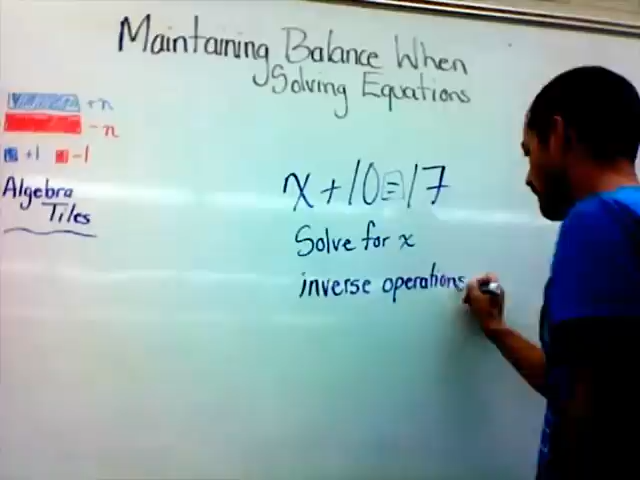 Maintaining Balance When
Solving Equations
+n
-n
+1 -1
Algebra
Tiles
x+10=17
Solve for x
inverse operations